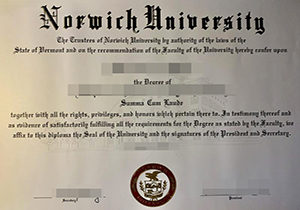 Norwich University
The Trustees of Norwich University by authority of the laws of the
State of Vermont and on the recommendation of the Faculty of the University hereby confer upon
the Degree of
Summa Cum Laude
together with all the rights, privileges, and honors which pertain there to. In testimony thereof and
as evidence of satisfactorily fulfilling all the requirements for the Degree as stated by the Faculty, we
affix to this diploma the Seal of the University and the signatures of the President and Secretary.
Secretary
President